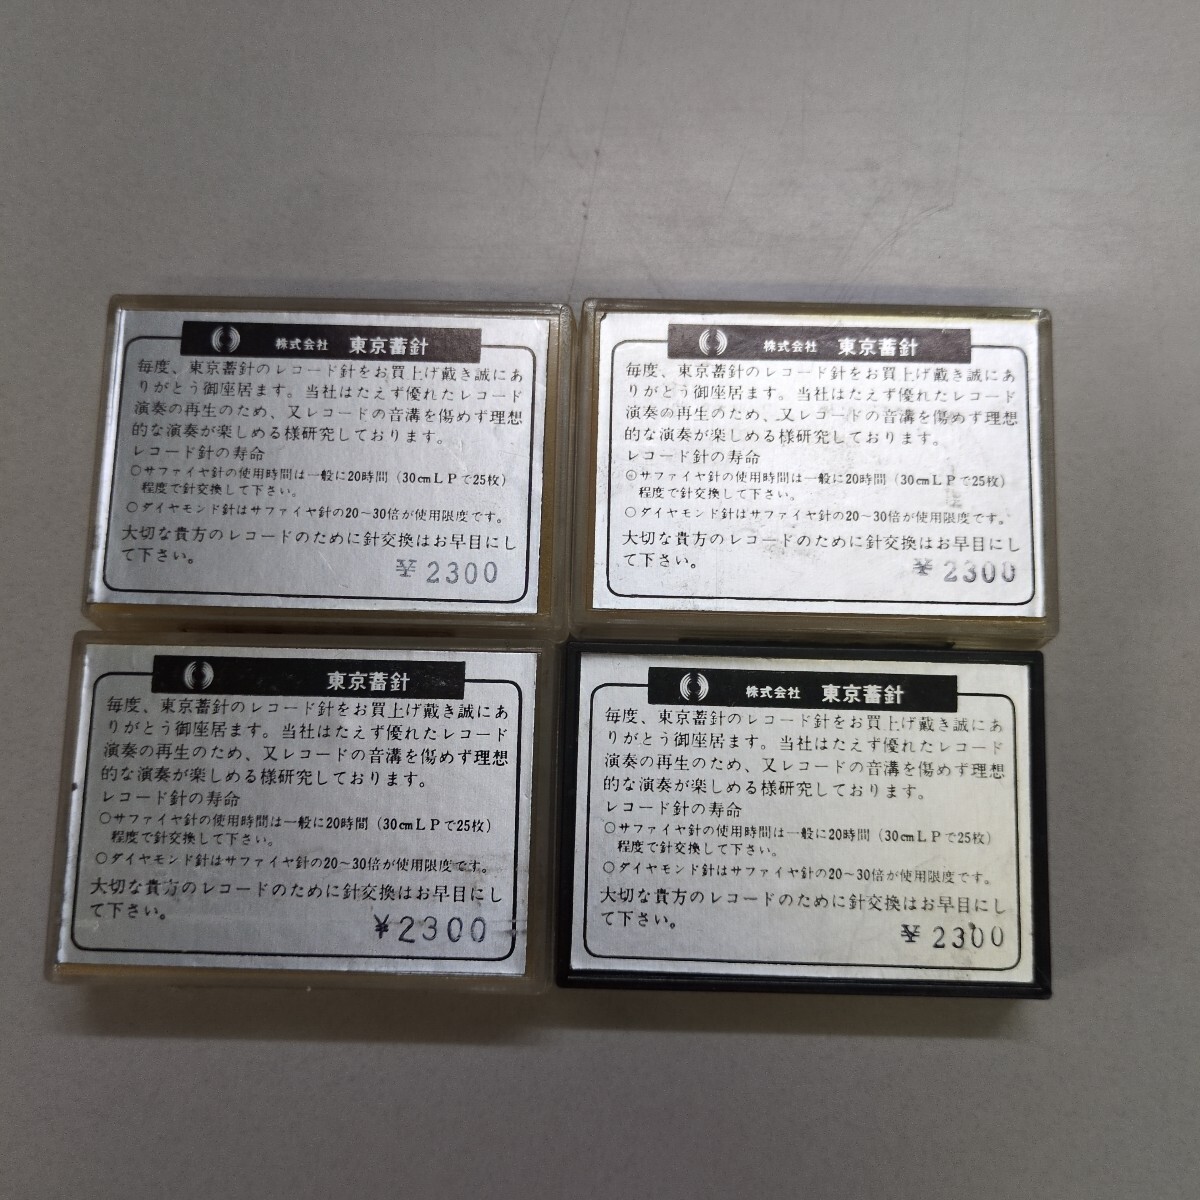 株式会社 東京蓄針
毎度、東京蓄針のレコード針をお買上げ戴き誠にあ
りがとう御座居ます。当社はたえず優れたレコード
演奏の再生のため、又レコードの音溝を傷めず理想
的な演奏が楽しめる様研究しております。
レコード針の寿命
○サファイヤ針の使用時間は一般に20時間（30cmＬＰで25枚）
程度で針交換して下さい。
○ダイヤモンド針はサファイヤ針の20～30倍が使用限度です。
大切な貴方のレコードのために針交換はお早目にし
て下さい。
¥ 2300
株式会社 東京蓄針
毎度、東京蓄針のレコード針をお買上げ戴き誠にあ
りがとう御座居ます。当社はたえず優れたレコード
演奏の再生のため、又レコードの音溝を傷めず理想
的な演奏が楽しめる様研究しております。
レコード針の寿命
○サファイヤ針の使用時間は一般に20時間（30cmＬＰで25枚）
程度で針交換して下さい。
○ダイヤモンド針はサファイヤ針の20～30倍が使用限度です。
大切な貴方のレコードのために針交換はお早目にし
て下さい。
¥ 2300
東京蓄針
毎度、東京蓄針のレコード針をお買上げ戴き誠にあ
りがとう御座居ます。当社はたえず優れたレコード
演奏の再生のため、又レコードの音溝を傷めず理想
的な演奏が楽しめる様研究しております。
レコード針の寿命
○サファイヤ針の使用時間は一般に20時間（30cmＬＰで25枚）
程度で針交換して下さい。
○ダイヤモンド針はサファイヤ針の20～30倍が使用限度です。
大切な貴方のレコードのために針交換はお早目にし
て下さい。
¥2300
株式会社 東京蓄針
毎度、東京蓄針のレコード針をお買上げ戴き誠にあ
りがとう御座居ます。当社はたえず優れたレコード
演奏の再生のため、又レコードの音溝を傷めず理想
的な演奏が楽しめる様研究しております。
レコード針の寿命
○サファイヤ針の使用時間は一般に20時間（30cmＬＰで25枚）
程度で針交換して下さい。
○ダイヤモンド針はサファイヤ針の20～30倍が使用限度です。
大切な貴方のレコードのために針交換はお早目にし
て下さい。
¥ 2300